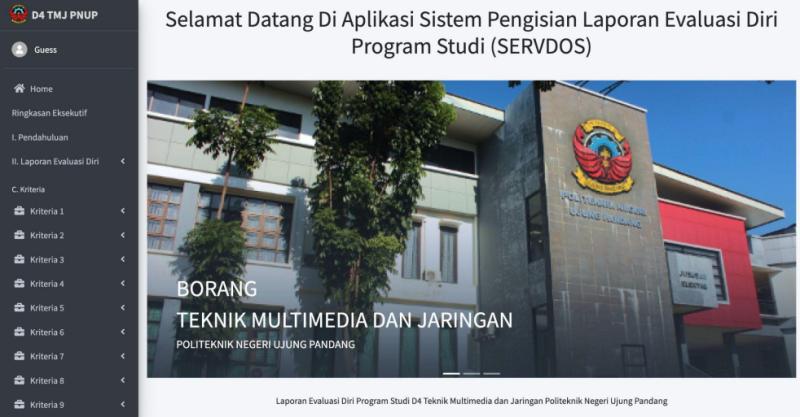 D4 TMJ PNUP
Guess
Home
Ringkasan Eksekutif
I. Pendahuluan
II. Laporan Evaluasi Diri
C. Kriteria
Kriteria 1
Kriteria 2
Kriteria 3
Kriteria 4
Kriteria 5
Kriteria 6
Kriteria 7
Kriteria 8
Kriteria 9
Selamat Datang Di Aplikasi Sistem Pengisian Laporan Evaluasi Diri
Program Studi (SERVDOS)
POLITEKNIK NEGERI
UJUNG PANDANG
JURUSAN
ELEKTRO
BORANG
TEKNIK MULTIMEDIA DAN JARINGAN
POLITEKNIK NEGERI UJUNG PANDANG
Laporan Evaluasi Diri Program Studi D4 Teknik Multimedia dan Jaringan Politeknik Negeri Ujung Pandang